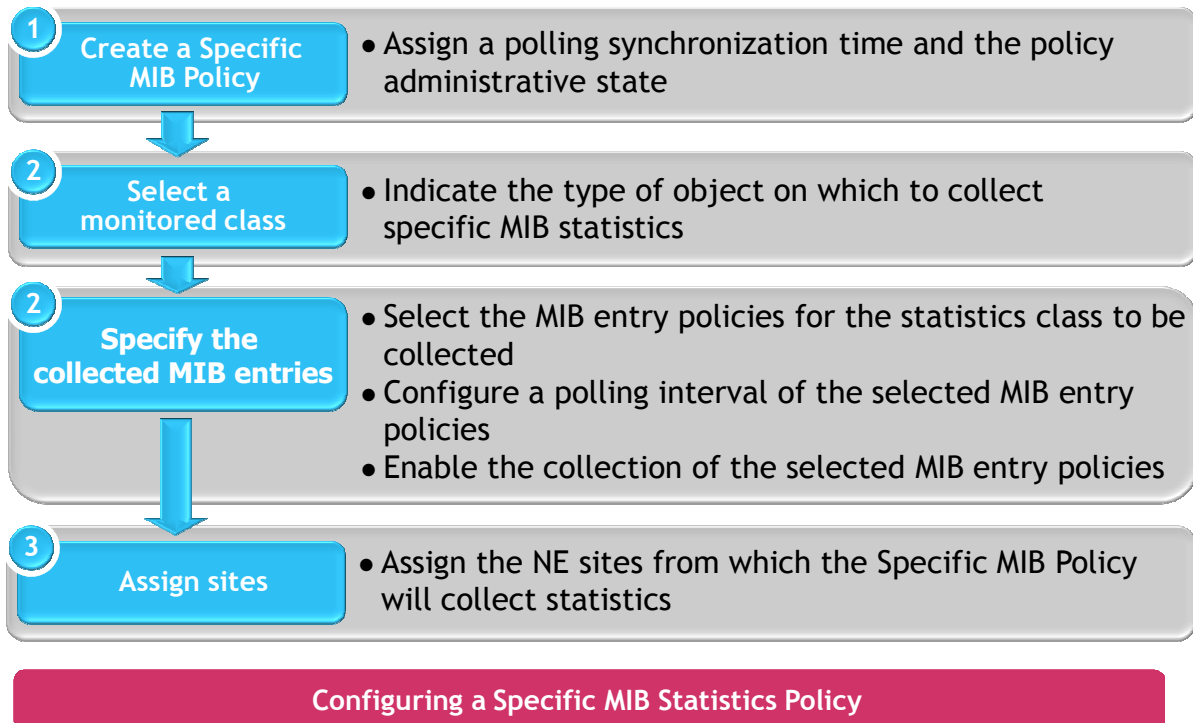 1
Create a Specific
MIB Policy
● Assign a polling synchronization time and the policy
administrative state
2
Select a
monitored class
● Indicate the type of object on which to collect
specific MIB statistics
2
Specify the
collected MIB entries
● Select the MIB entry policies for the statistics class to be
collected
● Configure a polling interval of the selected MIB entry
policies
● Enable the collection of the selected MIB entry policies
3
Assign sites
● Assign the NE sites from which the Specific MIB Policy
will collect statistics
Configuring a Specific MIB Statistics Policy